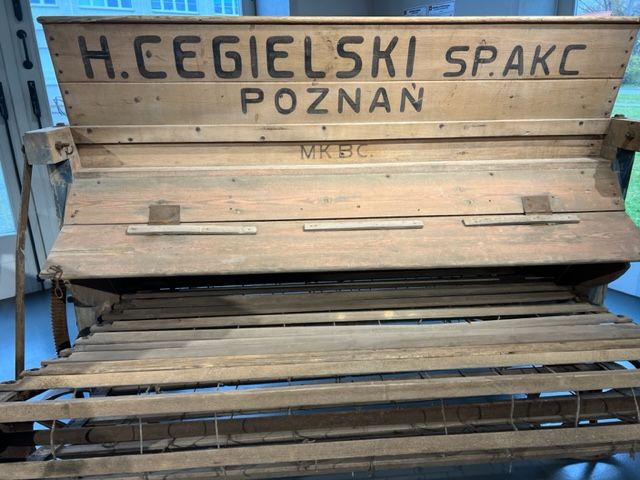 H. CEGIELSKI SP. AKC
POZNAŃ
MKBC.